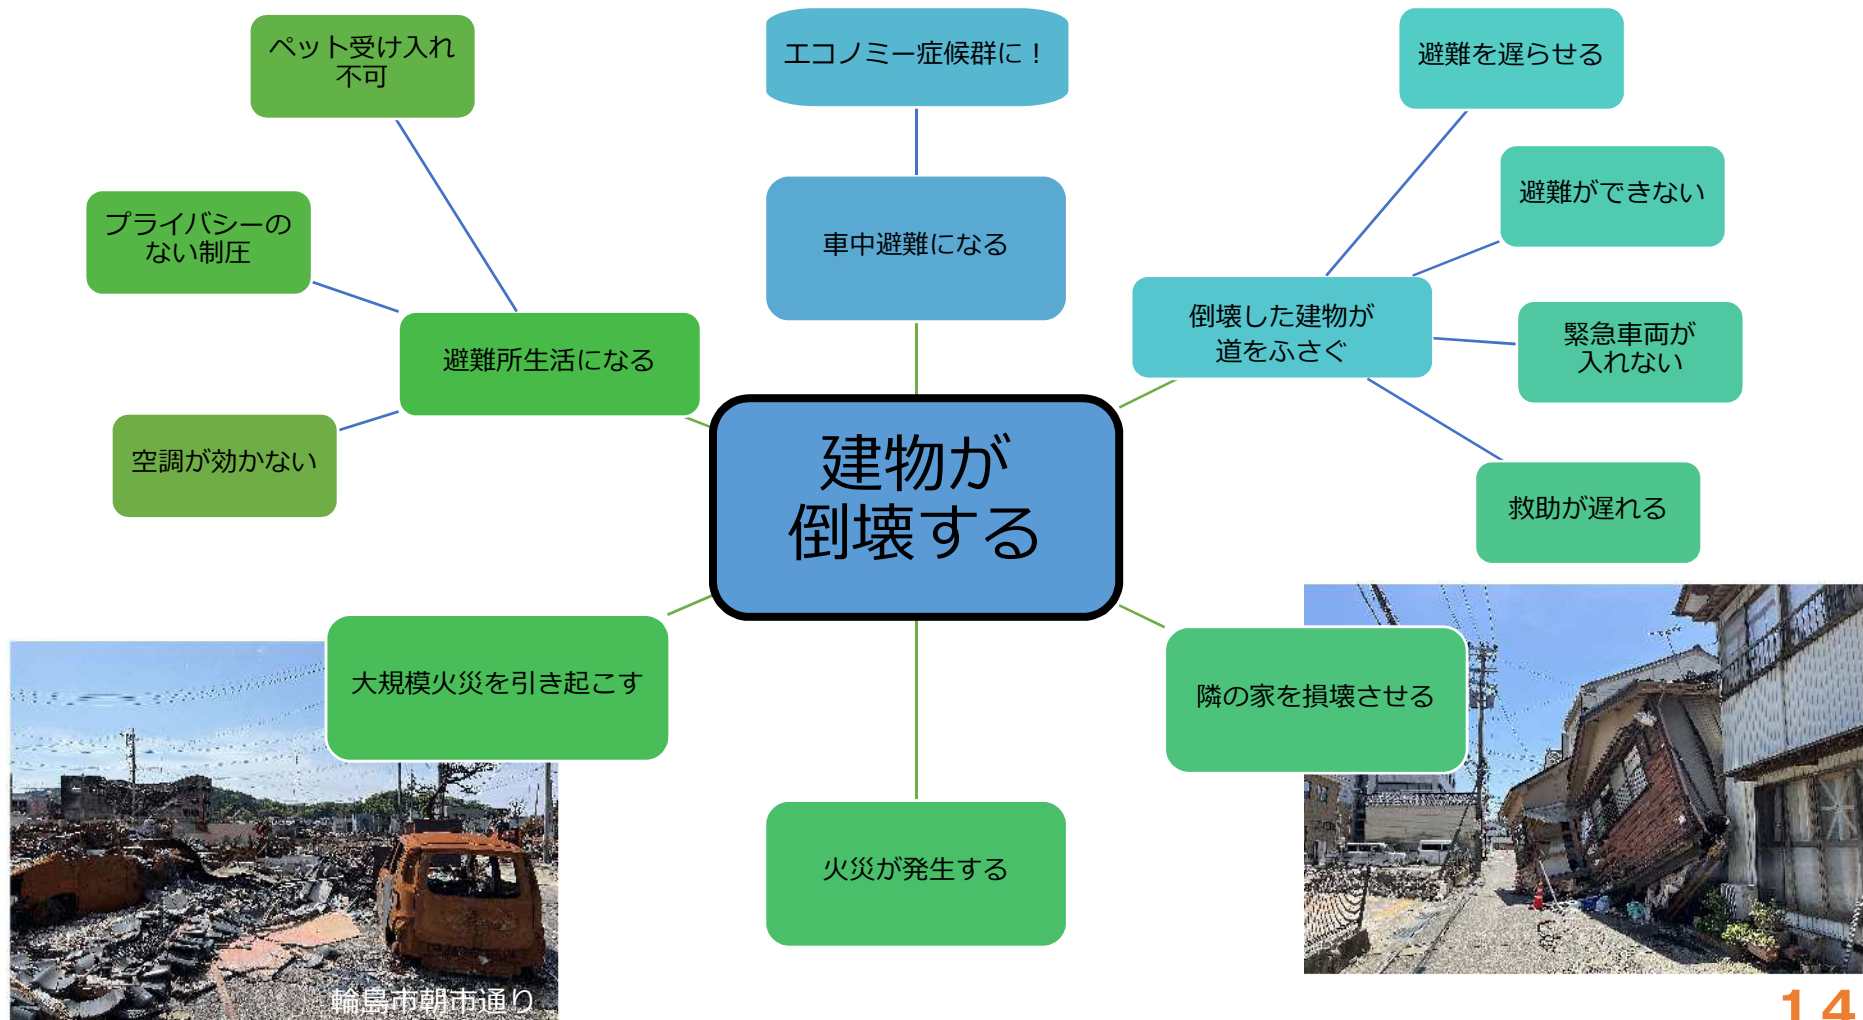 ペット受け入れ
不可
エコノミー症候群に！
避難を遅らせる
プライバシーの
ない制圧
車中避難になる
避難ができない
避難所生活になる
倒壊した建物が
道をふさぐ
緊急車両が
入れない
空調が効かない
建物が
倒壊する
救助が遅れる
大規模火災を引き起こす
隣の家を損壊させる
火災が発生する
輪島市朝市通り
14